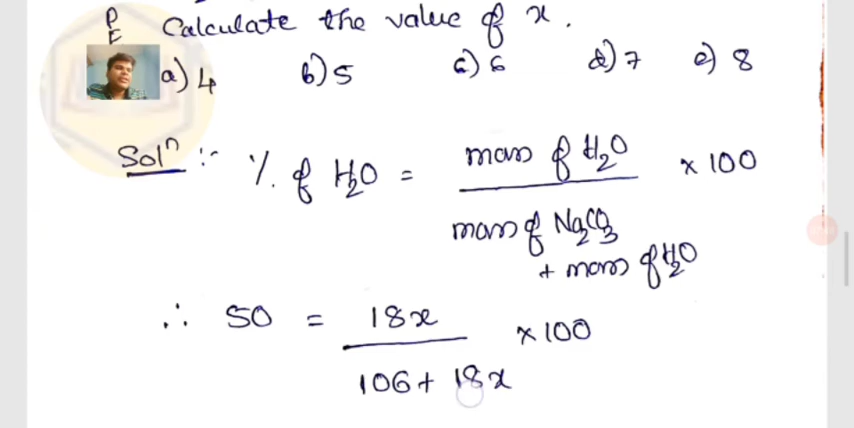 Calculate the value of x.
a) 4 b) 5 c) 6 d) 7 e) 8
Solⁿ :- % of H₂O = mass of H₂O / mass of Na₂CO₃ + mass of H₂O × 100
∴ 50 = 18x / 106 + 18x × 100